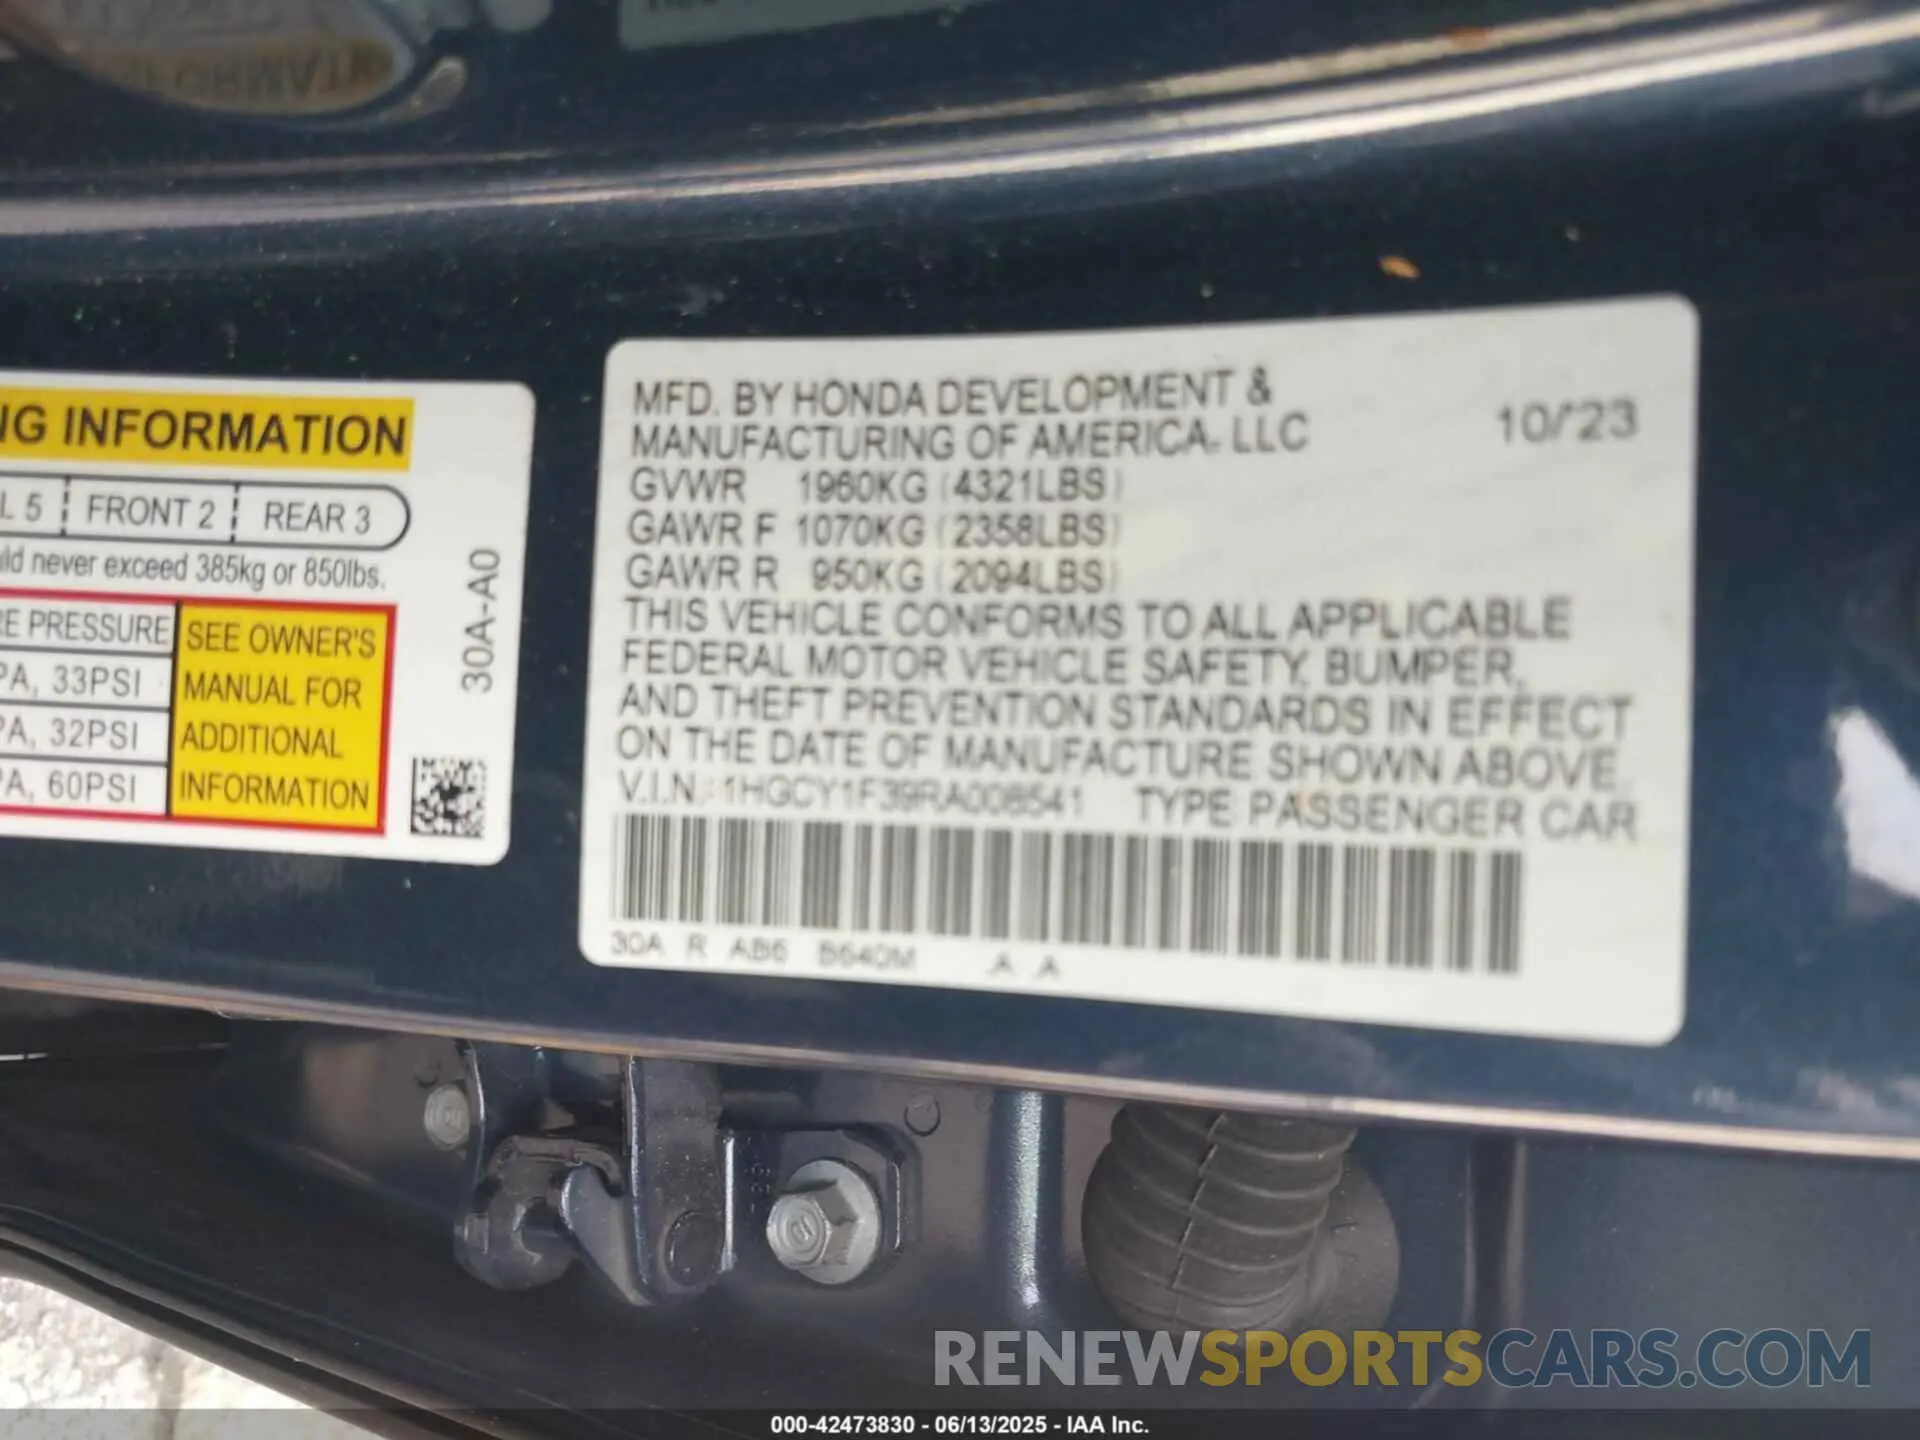 NG INFORMATION
L 5 FRONT 2 REAR 3
uld never exceed 385kg or 850lbs.
RE PRESSURE
PA, 33PSI
PA, 32PSI
PA, 60PSI
SEE OWNER'S
MANUAL FOR
ADDITIONAL
INFORMATION
30A-A0
MFD. BY HONDA DEVELOPMENT &
MANUFACTURING OF AMERICA, LLC
10/23
GVWR 1960KG (4321LBS)
GAWR F 1070KG (2358LBS)
GAWR R 950KG (2094LBS)
THIS VEHICLE CONFORMS TO ALL APPLICABLE
FEDERAL MOTOR VEHICLE SAFETY, BUMPER,
AND THEFT PREVENTION STANDARDS IN EFFECT
ON THE DATE OF MANUFACTURE SHOWN ABOVE.
V.I.N.: 1HGCY1F39RA008541 TYPE PASSENGER CAR
30A R AB6 B640M A A
RENEWSPORTSCARS.COM
000-42473830 - 06/13/2025 - IAA Inc.